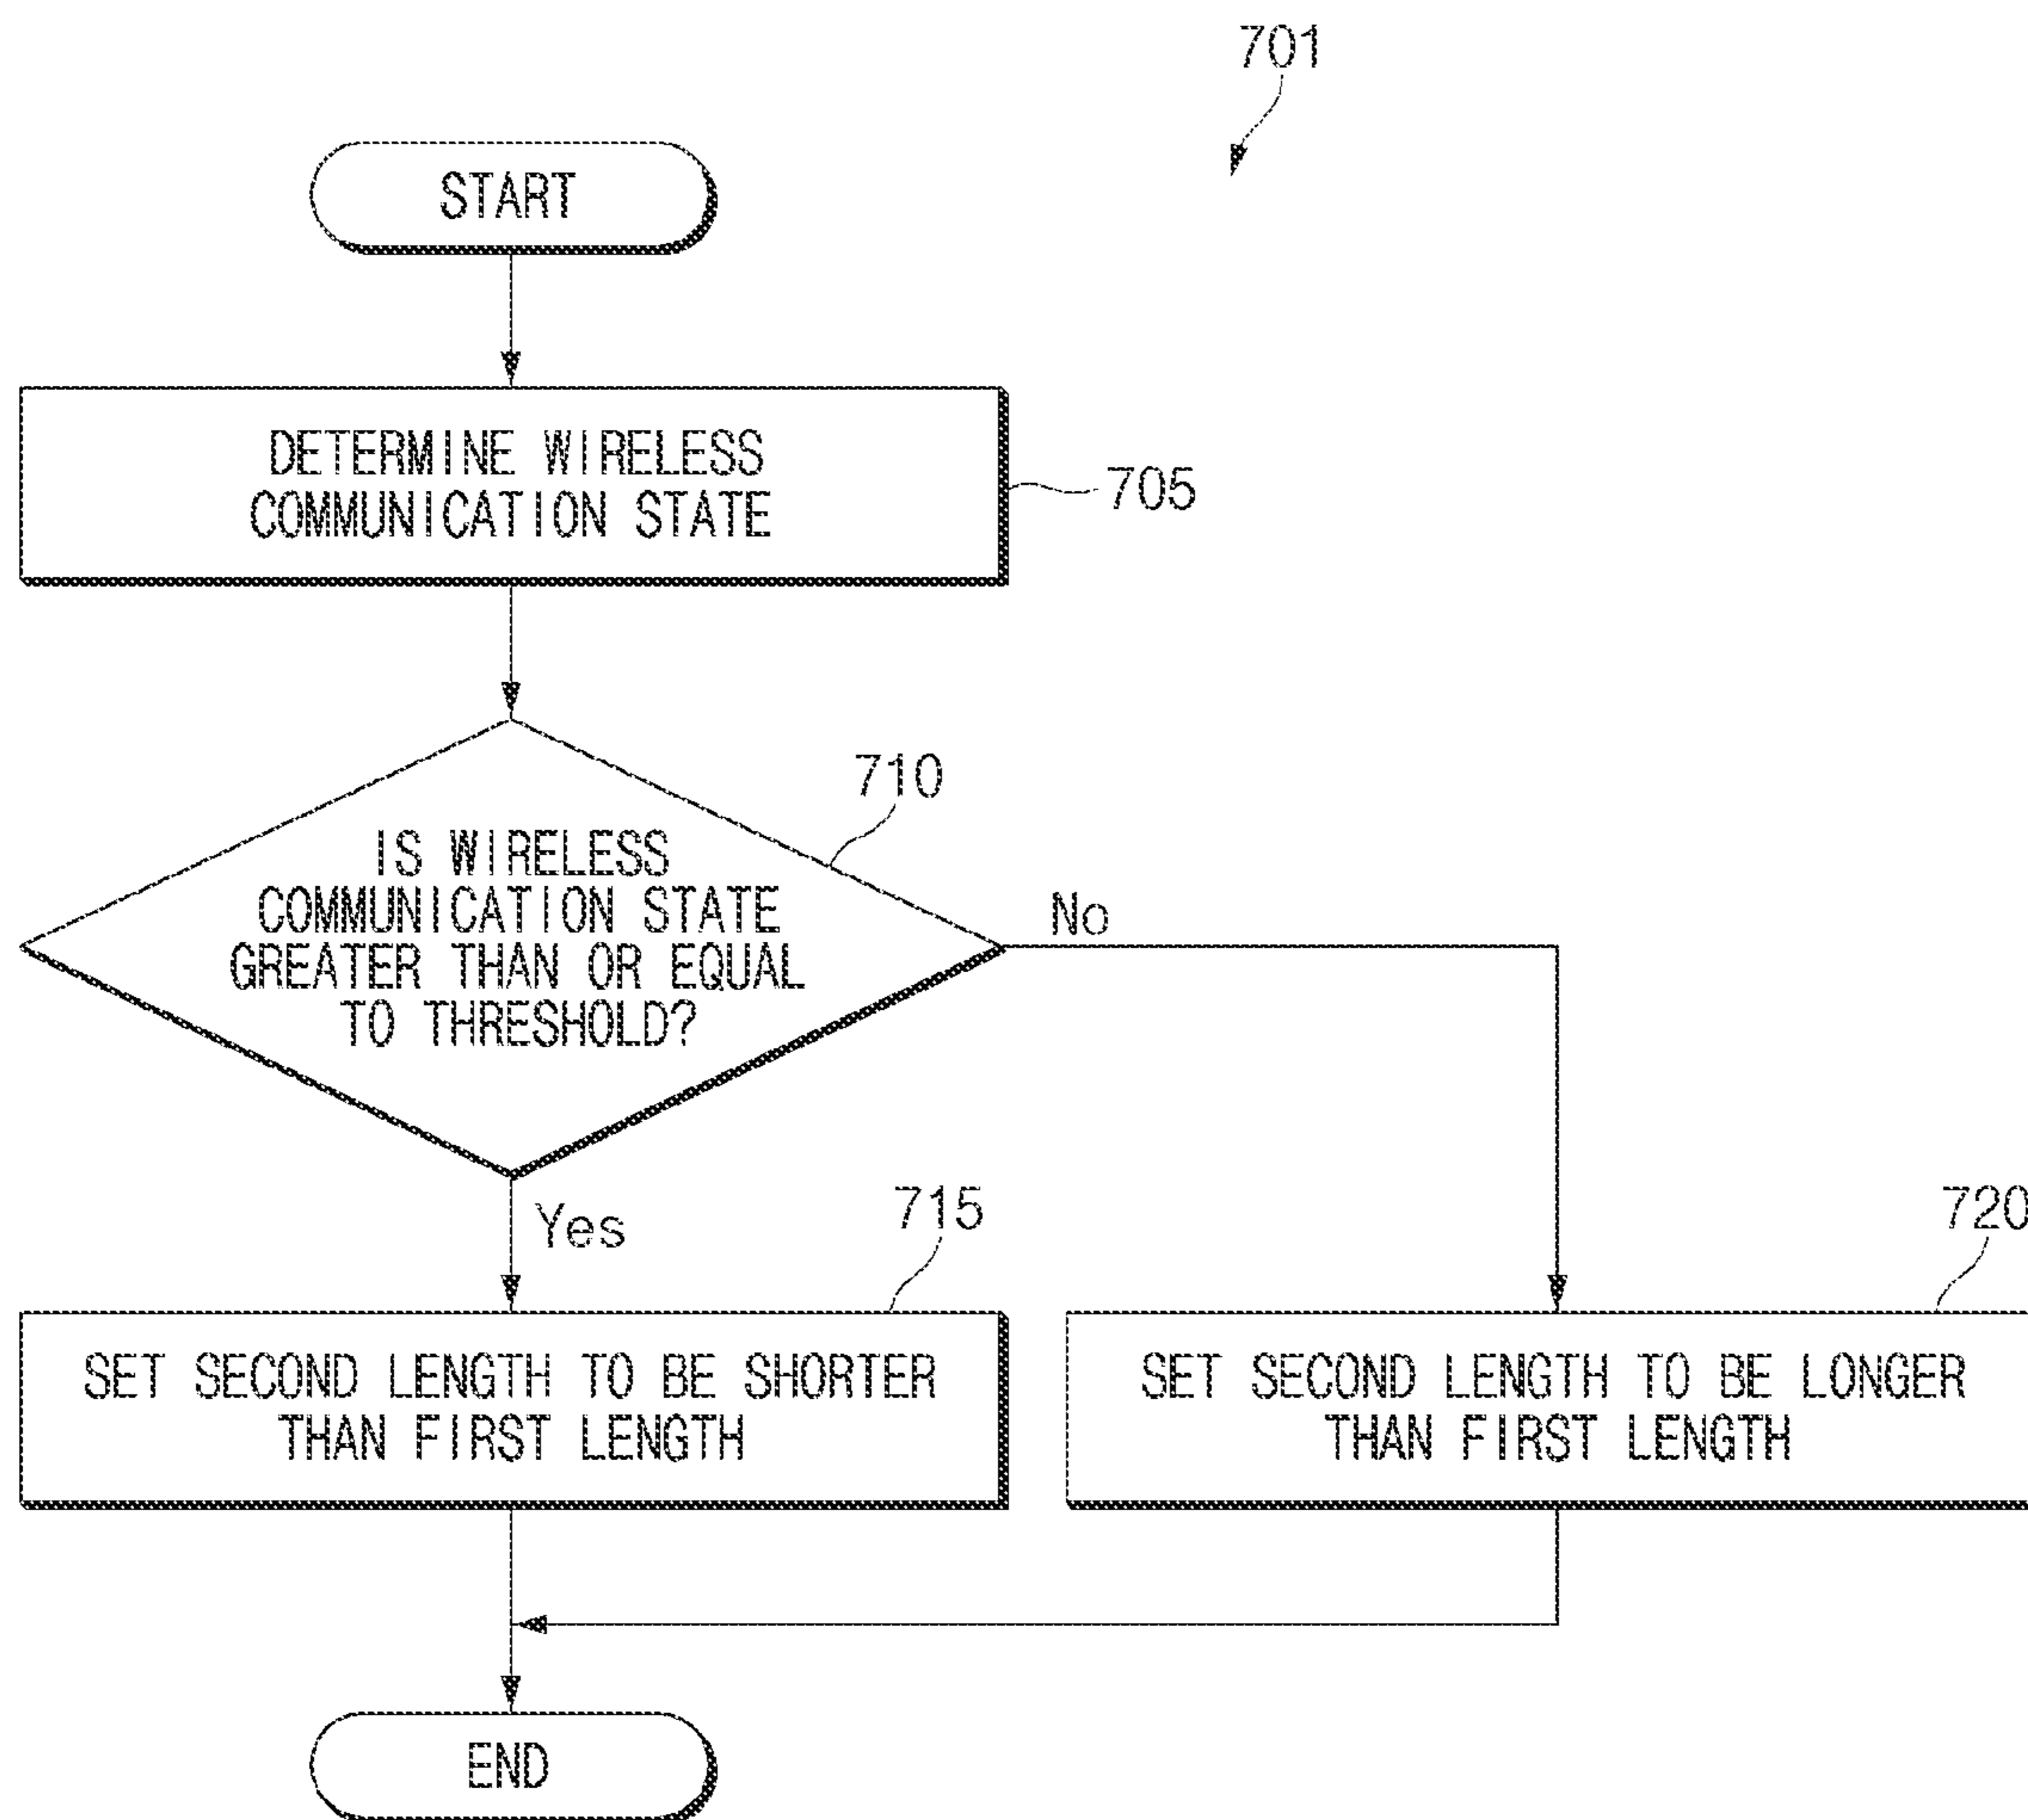 701
START
DETERMINE WIRELESS
COMMUNICATION STATE
705
710
IS WIRELESS
COMMUNICATION STATE
GREATER THAN OR EQUAL
TO THRESHOLD?
No
Yes
715
720
SET SECOND LENGTH TO BE SHORTER
THAN FIRST LENGTH
SET SECOND LENGTH TO BE LONGER
THAN FIRST LENGTH
END